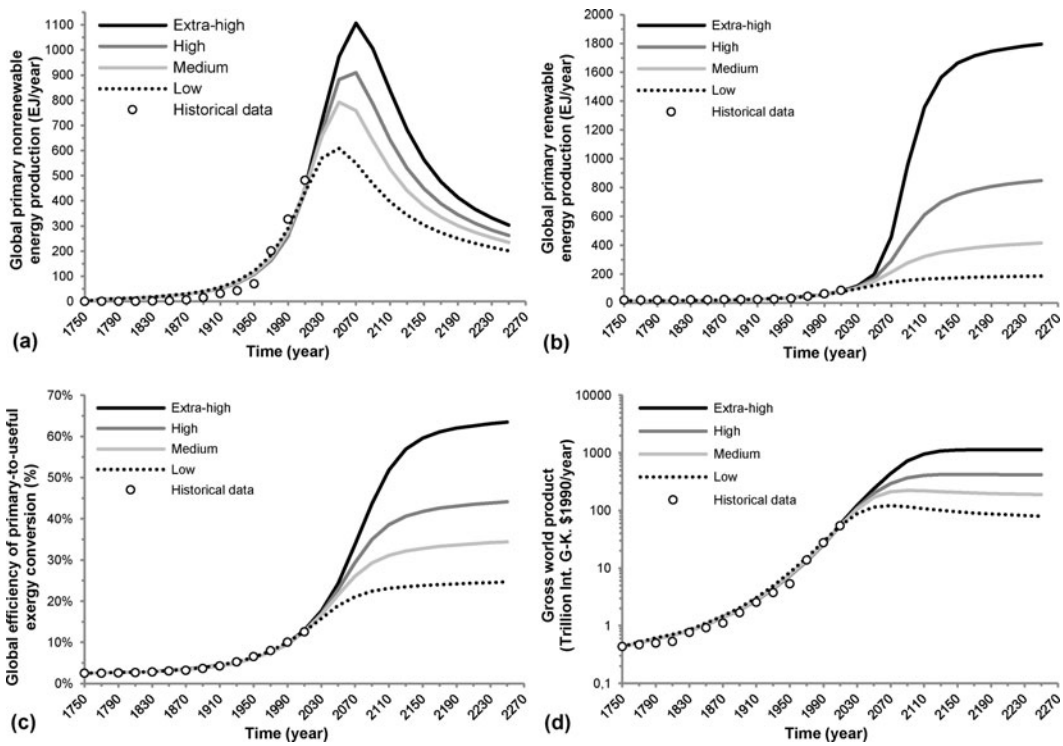 Global primary nonrenewable
energy production (EJ/year)
1100
1000
900
800
700
600
500
400
300
200
100
0
Extra-high
High
Medium
Low
Historical data
1750
1790
1830
1870
1910
1950
1990
2030
2070
2110
2150
2190
2230
2270
(a)
Time (year)
Global primary renewable
energy production (EJ/year)
2000
1800
1600
1400
1200
1000
800
600
400
200
0
Extra-high
High
Medium
Low
Historical data
1750
1790
1830
1870
1910
1950
1990
2030
2070
2110
2150
2190
2230
2270
(b)
Time (year)
Global efficiency of primary-to-useful
exergy conversion (%)
70%
60%
50%
40%
30%
20%
10%
0%
Extra-high
High
Medium
Low
Historical data
1750
1790
1830
1870
1910
1950
1990
2030
2070
2110
2150
2190
2230
2270
(c)
Time (year)
Gross world product
(Trillion Int. G-K. $1990/year)
10000
1000
100
10
1
0,1
Extra-high
High
Medium
Low
Historical data
1750
1790
1830
1870
1910
1950
1990
2030
2070
2110
2150
2190
2230
2270
(d)
Time (year)